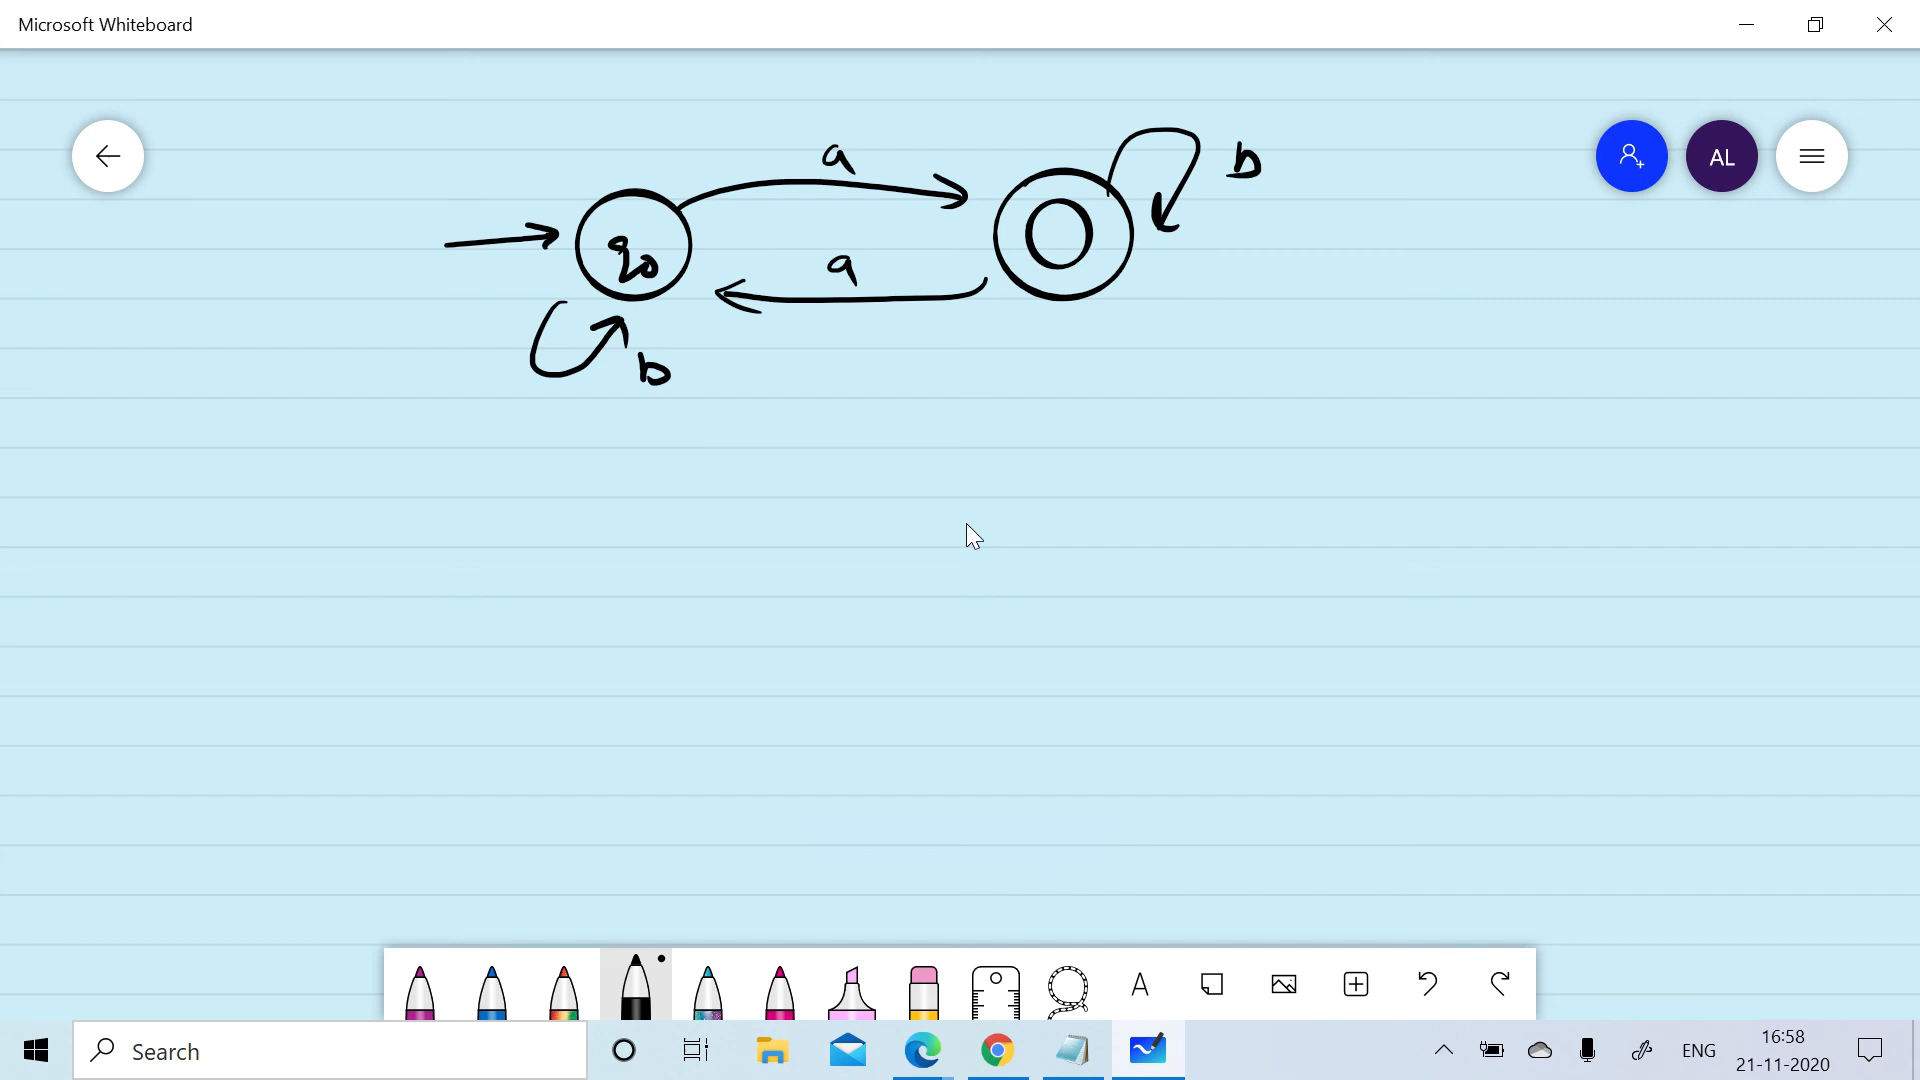 Microsoft Whiteboard
a
b
AL
q0
a
b
A
Search
ENG
16:58
21-11-2020